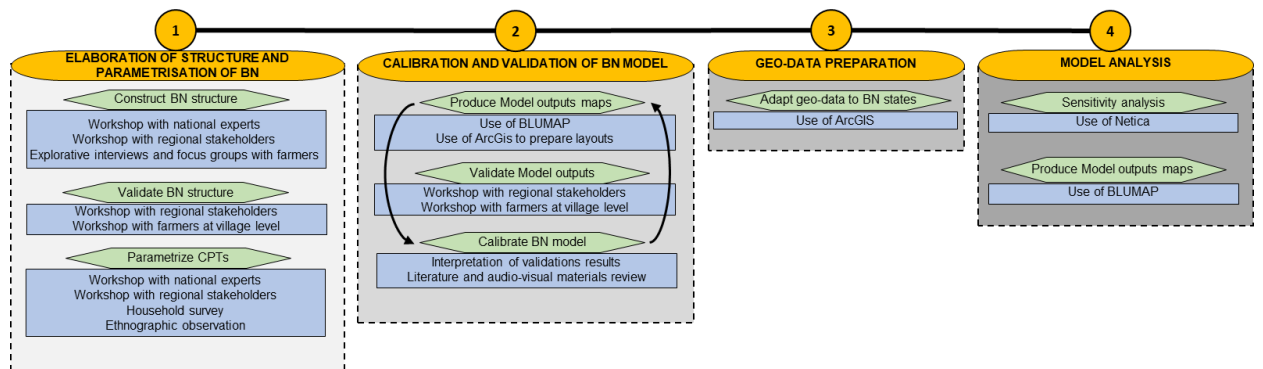 1
ELABORATION OF STRUCTURE AND
PARAMETRISATION OF BN
Construct BN structure
Workshop with national experts
Workshop with regional stakeholders
Explorative interviews and focus groups with farmers
Validate BN structure
Workshop with regional stakeholders
Workshop with farmers at village level
Parametrize CPTs
Workshop with national experts
Workshop with regional stakeholders
Household survey
Ethnographic observation
2
CALIBRATION AND VALIDATION OF BN MODEL
Produce Model outputs maps
Use of BLUMAP
Use of ArcGis to prepare layouts
Validate Model outputs
Workshop with regional stakeholders
Workshop with farmers at village level
Calibrate BN model
Interpretation of validations results
Literature and audio-visual materials review
3
GEO-DATA PREPARATION
Adapt geo-data to BN states
Use of ArcGIS
4
MODEL ANALYSIS
Sensitivity analysis
Use of Netica
Produce Model outputs maps
Use of BLUMAP